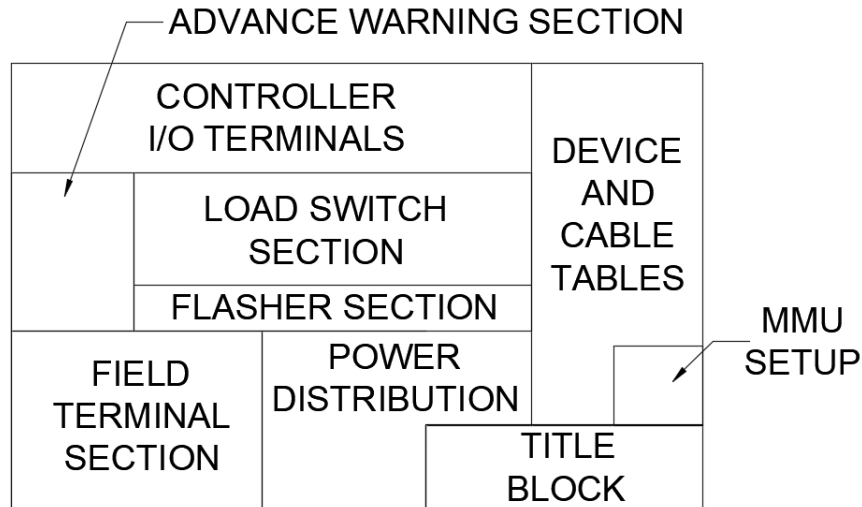 ADVANCE WARNING SECTION
CONTROLLER
I/O TERMINALS
DEVICE
AND
CABLE
TABLES
LOAD SWITCH
SECTION
FLASHER SECTION
MMU
SETUP
FIELD
TERMINAL
SECTION
POWER
DISTRIBUTION
TITLE
BLOCK